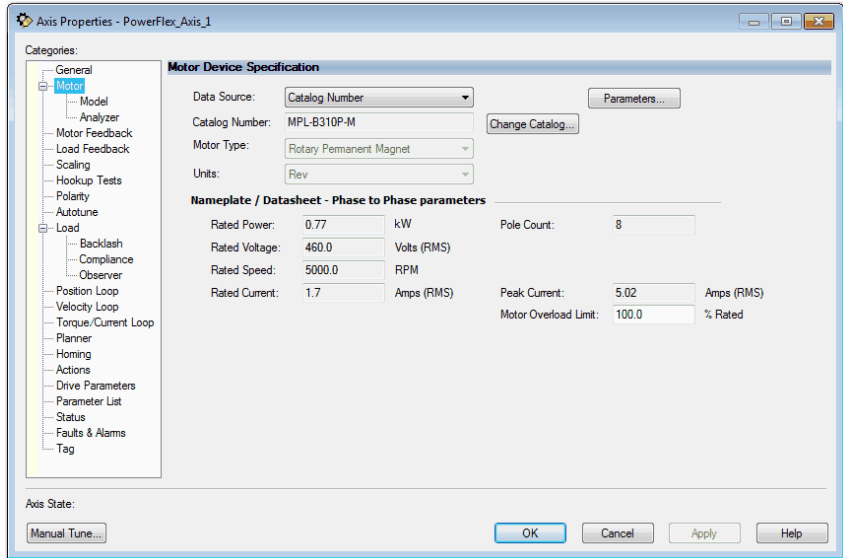 Axis Properties - PowerFlex_Axis_1
Categories:
General
Motor
Model
Analyzer
Motor Feedback
Load Feedback
Scaling
Hookup Tests
Polarity
Autotune
Load
Backlash
Compliance
Observer
Position Loop
Velocity Loop
Torque/Current Loop
Planner
Homing
Actions
Drive Parameters
Parameter List
Status
Faults & Alarms
Tag
Motor Device Specification
Data Source: Catalog Number Parameters...
Catalog Number: MPL-B310P-M Change Catalog...
Motor Type: Rotary Permanent Magnet
Units: Rev
Nameplate / Datasheet - Phase to Phase parameters
Rated Power: 0.77 kW Pole Count: 8
Rated Voltage: 460.0 Volts (RMS)
Rated Speed: 5000.0 RPM
Rated Current: 1.7 Amps (RMS) Peak Current: 5.02 Amps (RMS)
Motor Overload Limit: 100.0 % Rated
Axis State:
Manual Tune... OK Cancel Apply Help